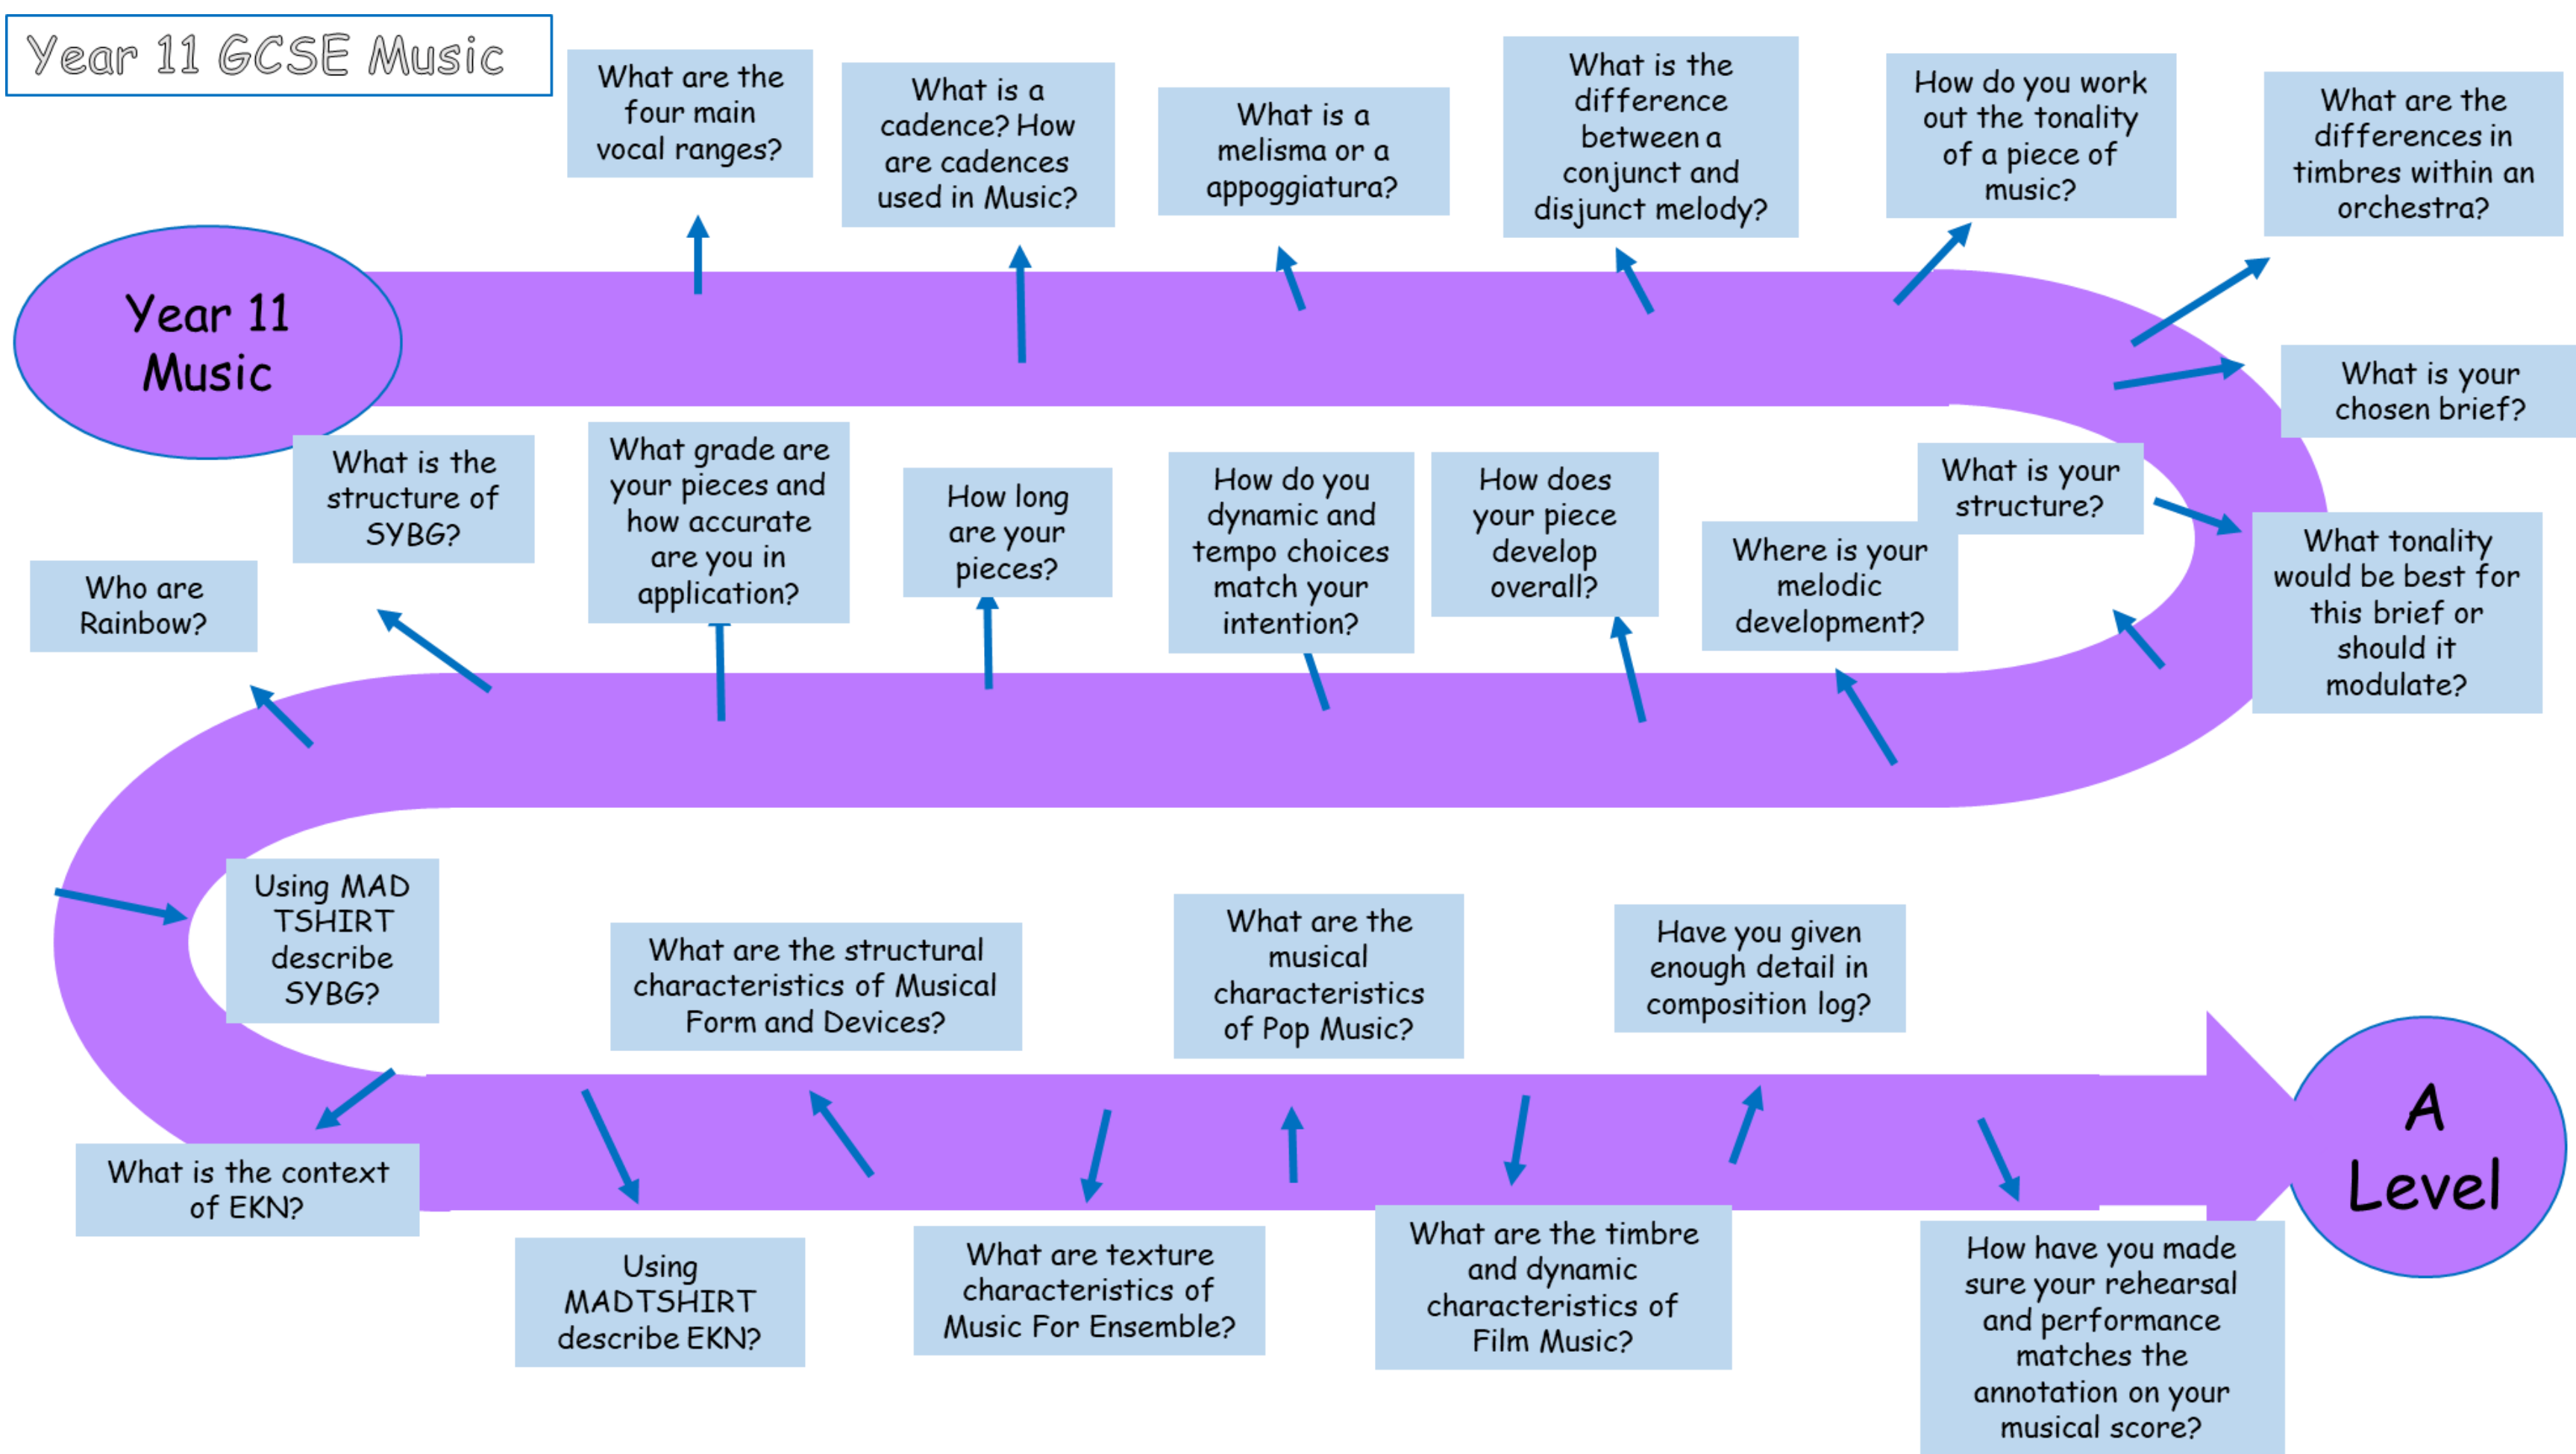 Year 11 GCSE Music
What are the
four main
vocal ranges?
What is a
cadence? How
are cadences
used in Music?
What is a
melisma or a
appoggiatura?
What is the
difference
between a
conjunct and
disjunct melody?
How do you work
out the tonality
of a piece of
music?
What are the
differences in
timbres within an
orchestra?
Year 11
Music
What is your
chosen brief?
What tonality
would be best for
this brief or
should it
modulate?
What is your
structure?
Where is your
melodic
development?
How does
your piece
develop
overall?
How do you
dynamic and
tempo choices
match your
intention?
How long
are your
pieces?
What grade are
your pieces and
how accurate
are you in
application?
What is the
structure of
SYBG?
Who are
Rainbow?
Using MAD
TSHIRT
describe
SYBG?
What is the context
of EKN?
Using
MADTSHIRT
describe EKN?
What are the structural
characteristics of Musical
Form and Devices?
What are texture
characteristics of
Music For Ensemble?
What are the
musical
characteristics
of Pop Music?
What are the timbre
and dynamic
characteristics of
Film Music?
Have you given
enough detail in
composition log?
How have you made
sure your rehearsal
and performance
matches the
annotation on your
musical score?
A
Level